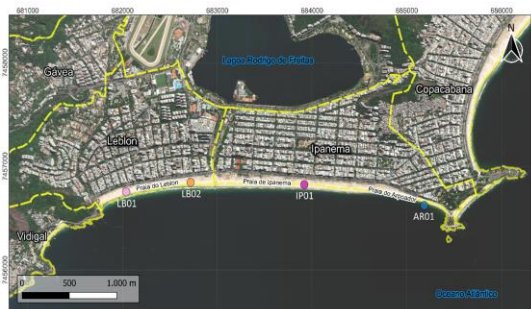 681000 682000 683000 684000 685000 686000
7458000
7457000
7456000
N
Lagoa Rodrigo de Freitas
Gávea
Copacabana
Leblon
Ipanema
Praia do Leblon
Praia de Ipanema
Praia do Arpoador
LB01
LB02
IP01
AR01
Vidigal
0 500 1.000 m
Oceano Atlântico